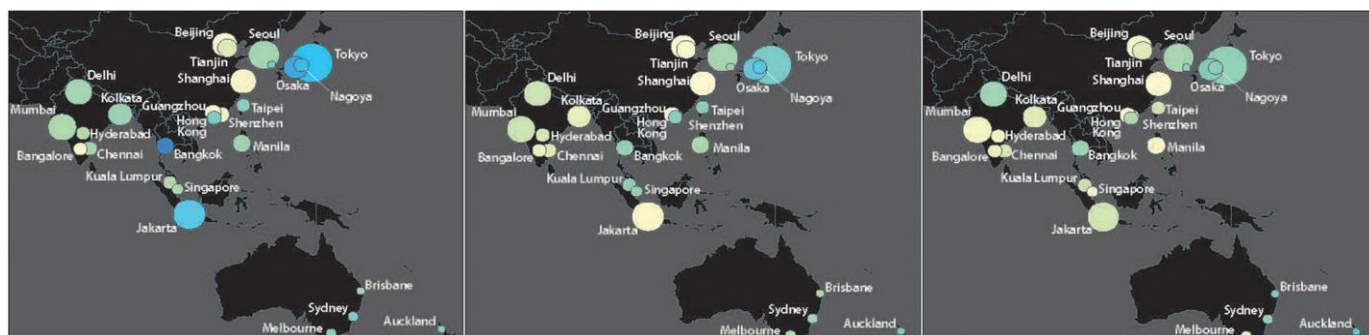 Beijing
Seoul
Tokyo
Tianjin
Shanghai
Osaka
Nagoya
Delhi
Kolkata
Guangzhou
Taipei
Mumbai
Hong
Kong
Shenzhen
Hyderabad
Bangalore
Chennai
Bangkok
Manila
Kuala Lumpur
Singapore
Jakarta
Brisbane
Sydney
Melbourne
Auckland
Beijing
Seoul
Tokyo
Tianjin
Shanghai
Osaka
Nagoya
Delhi
Kolkata
Guangzhou
Taipei
Mumbai
Hong
Kong
Shenzhen
Hyderabad
Bangalore
Chennai
Bangkok
Manila
Kuala Lumpur
Singapore
Jakarta
Brisbane
Sydney
Melbourne
Auckland
Beijing
Seoul
Tokyo
Tianjin
Shanghai
Osaka
Nagoya
Delhi
Kolkata
Guangzhou
Taipei
Mumbai
Hong
Kong
Shenzhen
Hyderabad
Bangalore
Chennai
Bangkok
Manila
Kuala Lumpur
Singapore
Jakarta
Brisbane
Sydney
Melbourne
Auckland